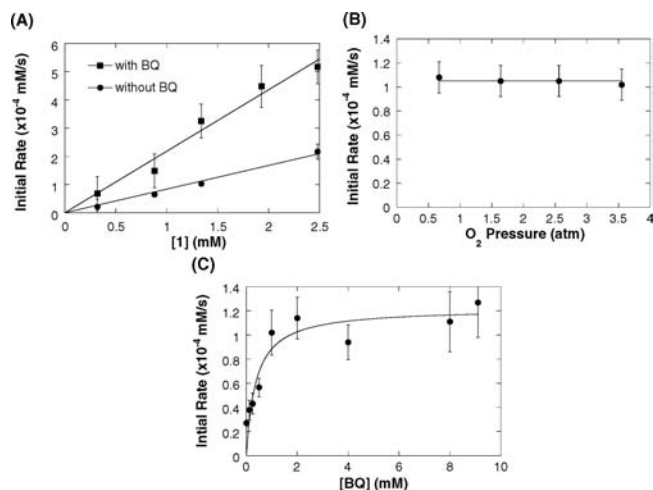 (A)
Initial Rate (x10⁻⁴ mM/s)
6
5
4
3
2
1
0
with BQ
without BQ
0 0.5 1 1.5 2 2.5
[1] (mM)
(B)
Initial Rate (x10⁻⁴ mM/s)
1.4
1.2
1
0.8
0.6
0.4
0.2
0
0 0.5 1 1.5 2 2.5 3 3.5 4
O₂ Pressure (atm)
(C)
Intial Rate (x10⁻⁴ mM/s)
1.4
1.2
1
0.8
0.6
0.4
0.2
0
0 2 4 6 8 10
[BQ] (mM)